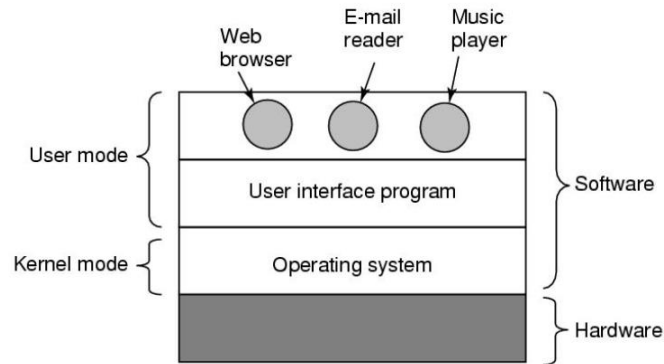 Web
browser
E-mail
reader
Music
player
User mode
User interface program
Software
Kernel mode
Operating system
Hardware